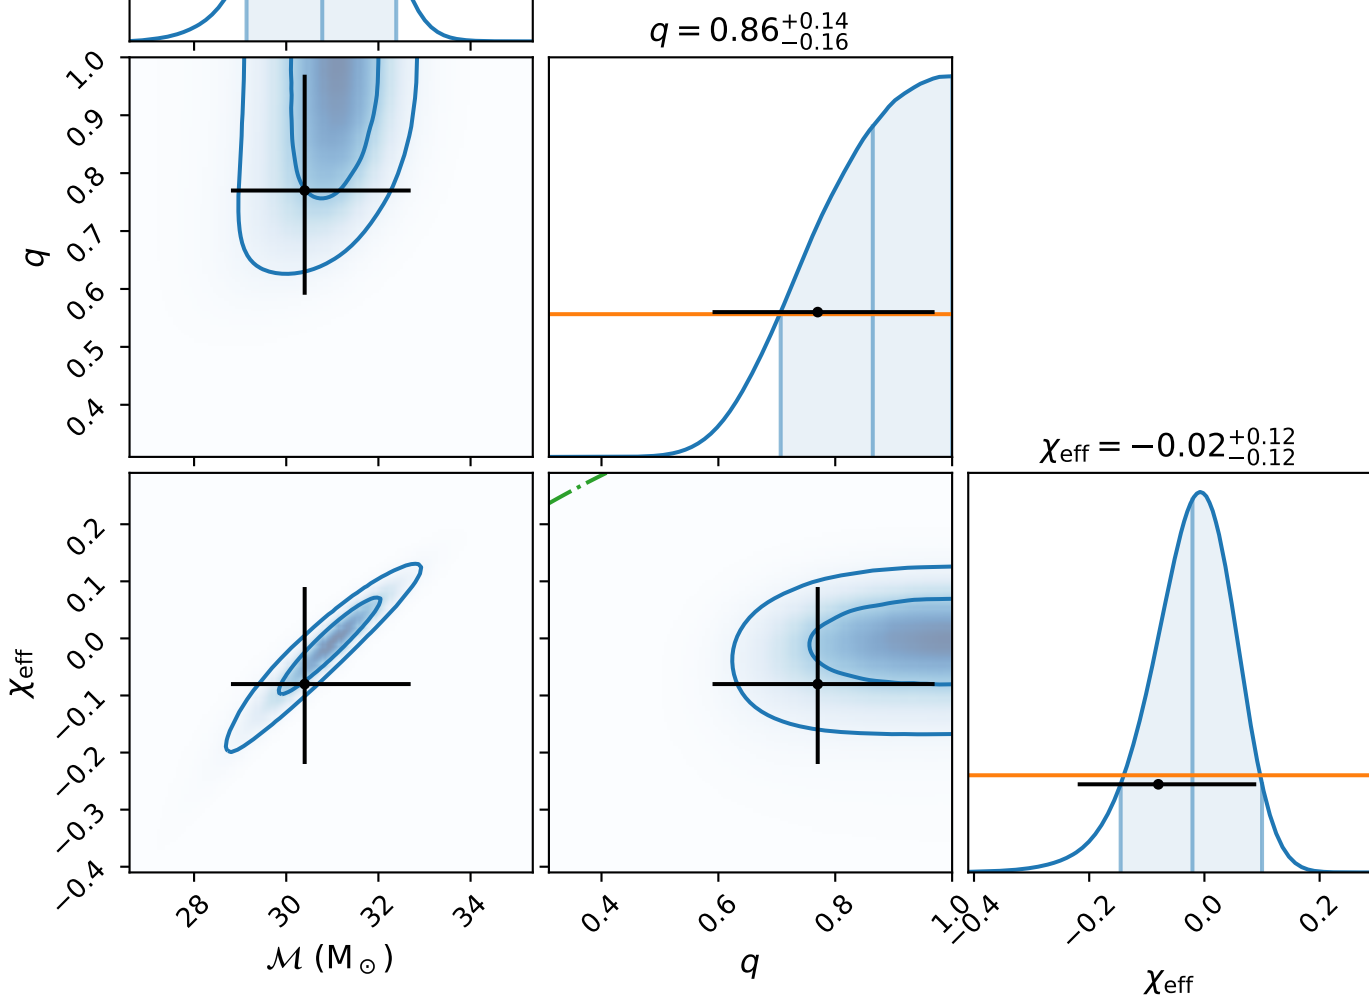 q = 0.86^{+0.14}_{-0.16}
1.0
0.9
0.8
0.7
0.6
0.5
0.4
q
χ_eff = −0.02^{+0.12}_{-0.12}
0.2
0.1
0.0
−0.1
−0.2
−0.3
−0.4
χ_eff
28 30 32 34
ℳ (M_⊙)
0.4 0.6 0.8 1.0
q
−0.4 −0.2 0.0 0.2
χ_eff